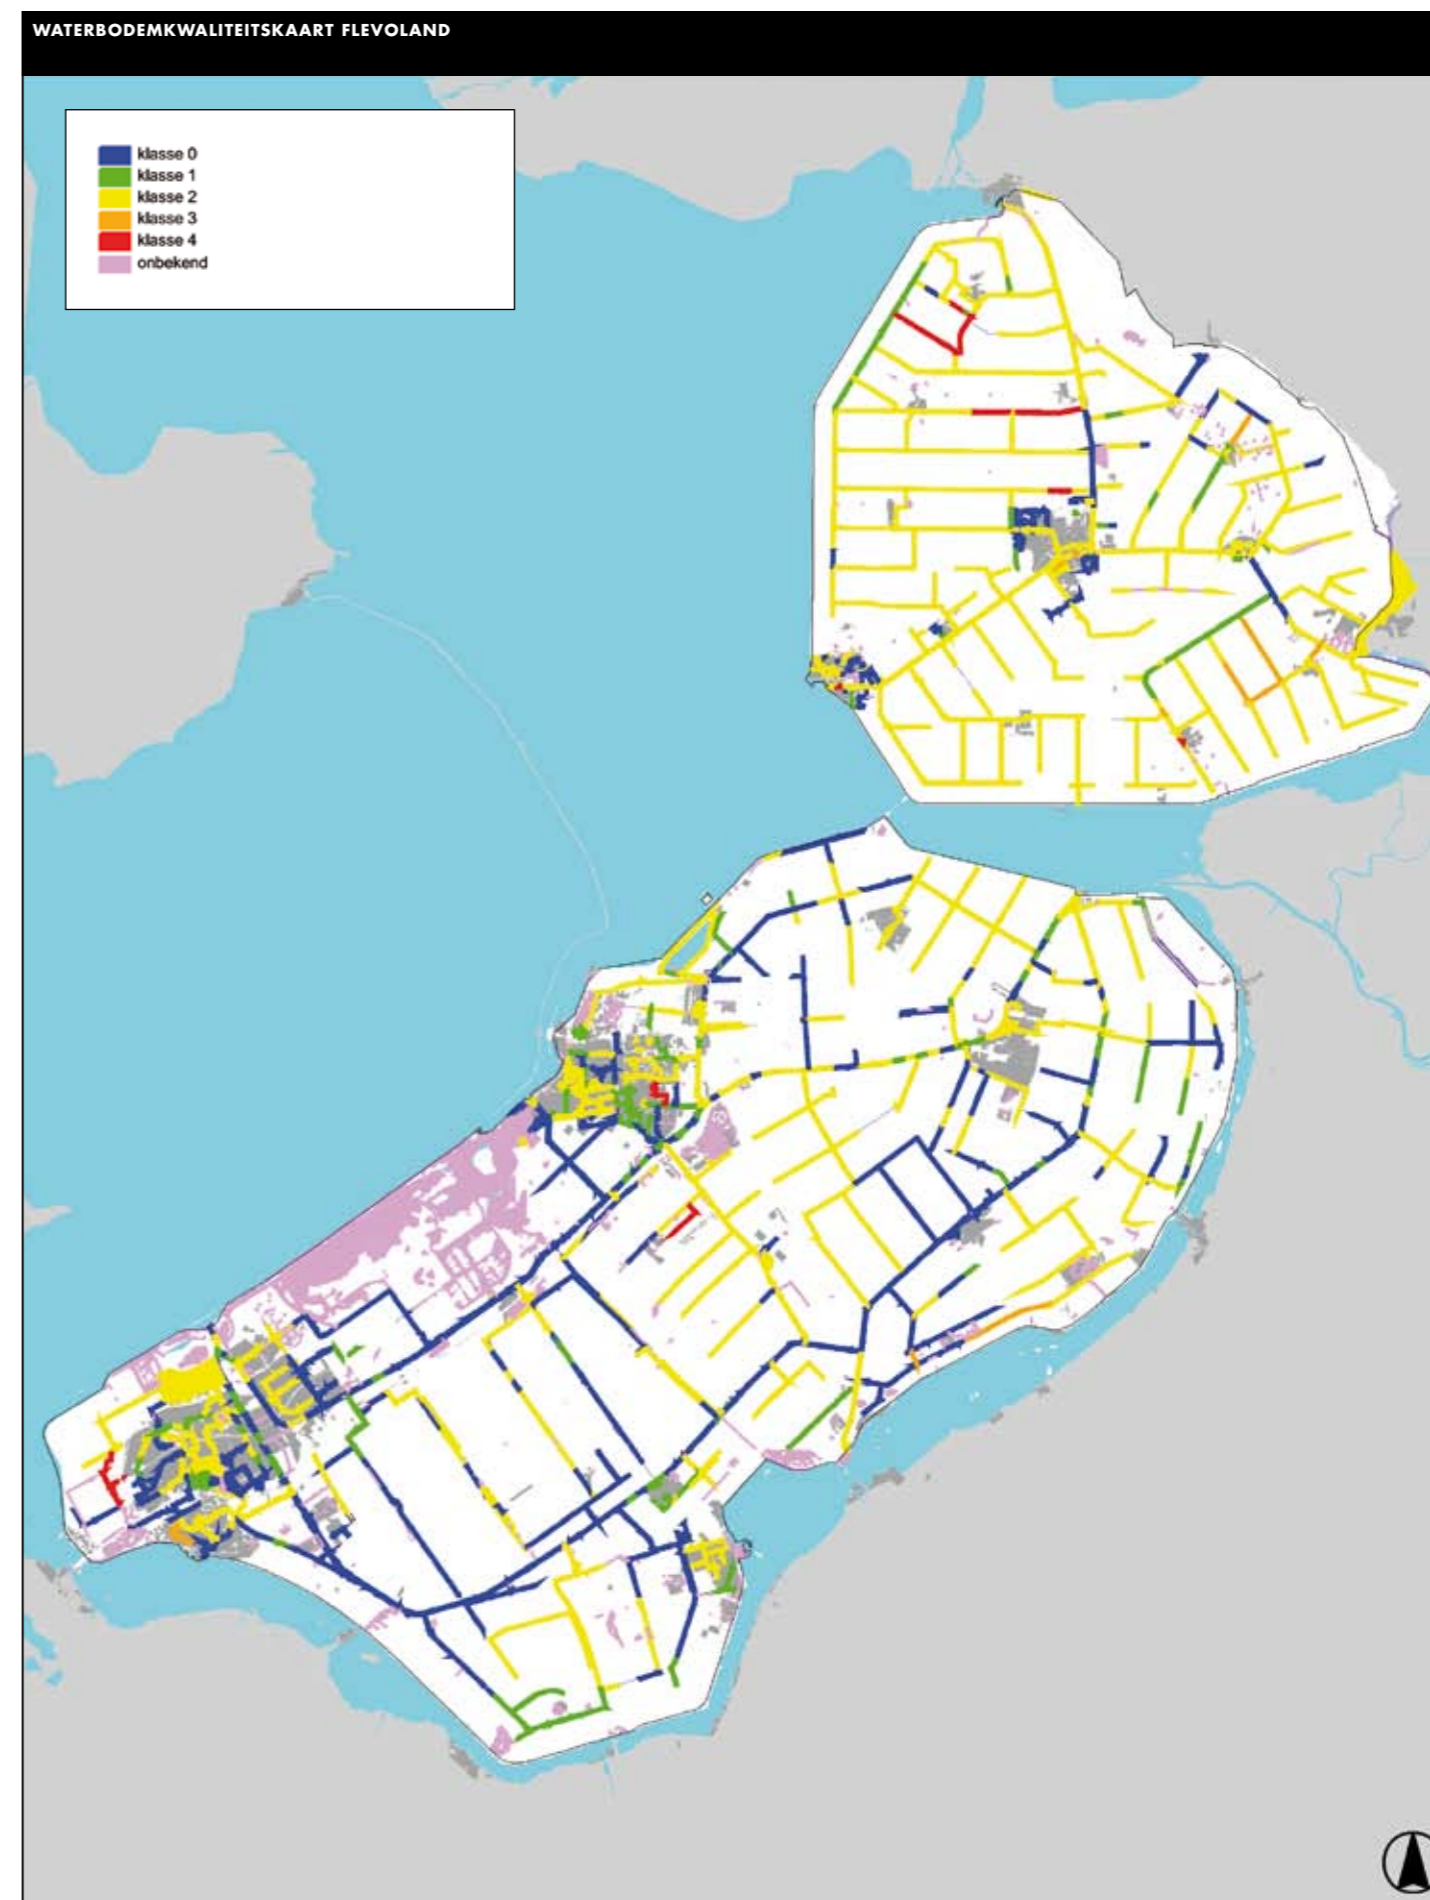 WATERBODEMKWALITEITSKAART FLEVOLAND
klasse 0
klasse 1
klasse 2
klasse 3
klasse 4
onbekend